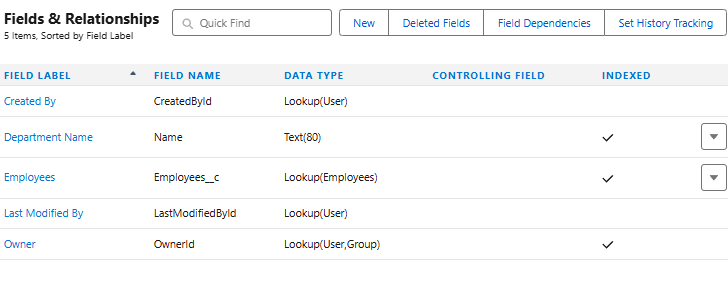 Fields & Relationships
5 Items, Sorted by Field Label
Quick Find
New Deleted Fields Field Dependencies Set History Tracking
FIELD LABEL FIELD NAME DATA TYPE CONTROLLING FIELD INDEXED
Created By CreatedById Lookup(User)
Department Name Name Text(80)
Employees Employees__c Lookup(Employees)
Last Modified By LastModifiedById Lookup(User)
Owner OwnerId Lookup(User,Group)